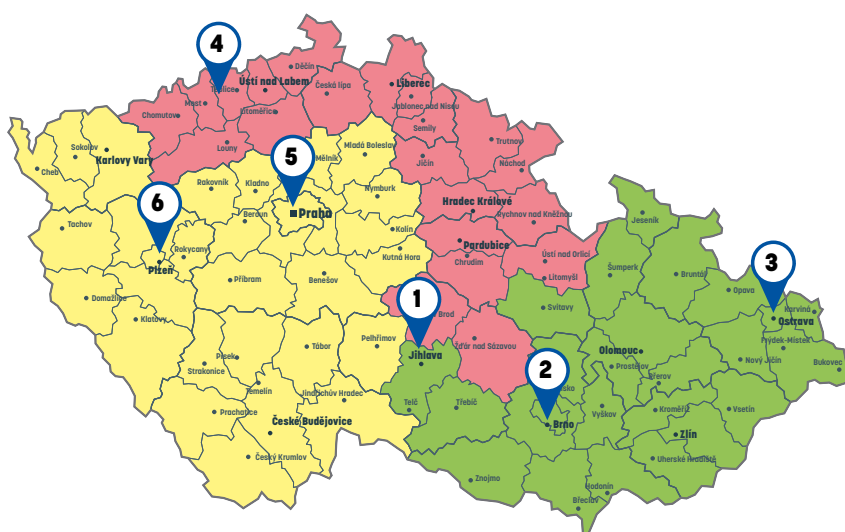 4
Děčín
Teplice
Ústí nad Labem
Česká lípa
Liberec
Most
Chomutov
Litoměřice
Jablonec nad Nisou
Semily
Louny
Trutnov
Jičín
Náchod
Sokolov
Karlovy Vary
Cheb
5
Mělník
Mladá Boleslav
Rakovník
Kladno
Nymburk
Hradec Králové
Rychnov nad Kněžnou
6
Beroun
Praha
Kolín
Tachov
Rokycany
Plzeň
Kutná Hora
Pardubice
Chrudim
Ústí nad Orlicí
Litomyšl
Jeseník
Šumperk
Bruntál
Opava
3
Karviná
Ostrava
Příbram
Benešov
Domažlice
Klatovy
1
Brod
Svitavy
Žďár nad Sázavou
Jihlava
Pelhřimov
Tábor
Písek
Strakonice
Temelín
Jindřichův Hradec
Prachatice
České Budějovice
Český Krumlov
Telč
Třebíč
2
sko
Brno
Olomouc
Prostějov
Přerov
Frýdek-Místek
Nový Jičín
Bukovec
Vyškov
Kroměříž
Vsetín
Zlín
Uherské Hradiště
Znojmo
Hodonín
Břeclav